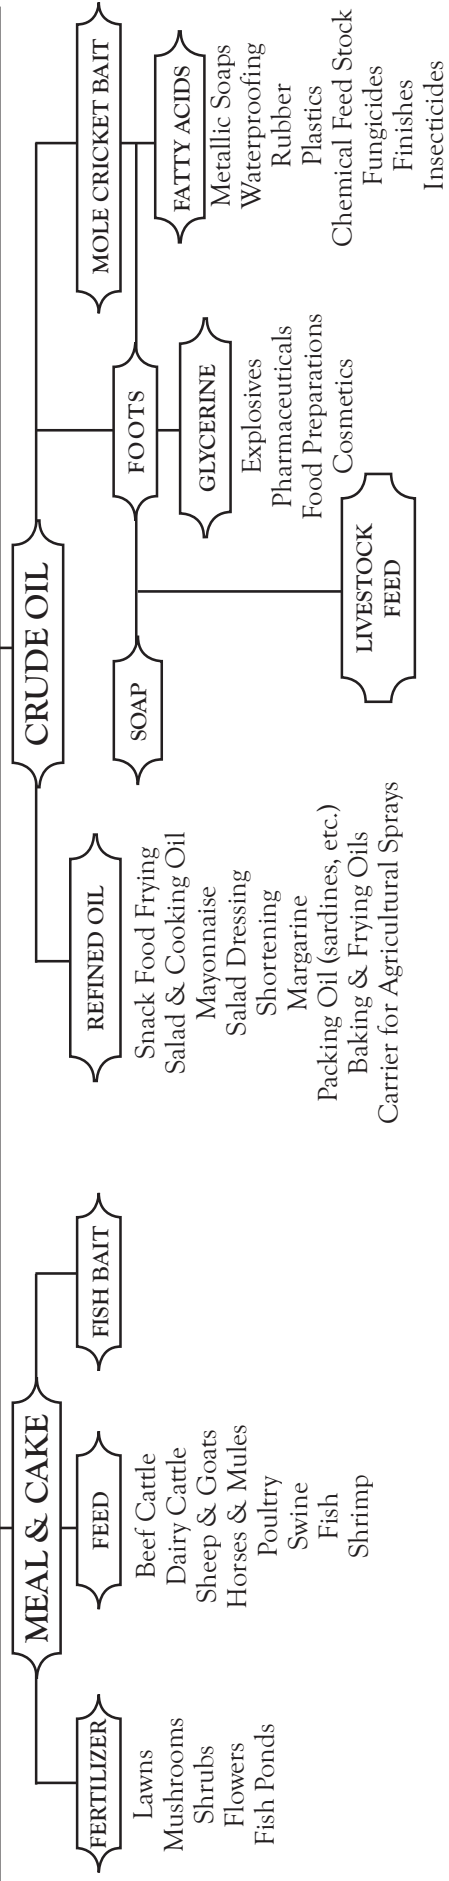 MEAL & CAKE
FERTILIZER
Lawns
Mushrooms
Shrubs
Flowers
Fish Ponds
FEED
Beef Cattle
Dairy Cattle
Sheep & Goats
Horses & Mules
Poultry
Swine
Fish
Shrimp
FISH BAIT
CRUDE OIL
REFINED OIL
Snack Food Frying
Salad & Cooking Oil
Mayonnaise
Salad Dressing
Shortening
Margarine
Packing Oil (sardines, etc.)
Baking & Frying Oils
Carrier for Agricultural Sprays
SOAP
FOOTS
LIVESTOCK
FEED
GLYCERINE
Explosives
Pharmaceuticals
Food Preparations
Cosmetics
MOLE CRICKET BAIT
FATTY ACIDS
Metallic Soaps
Waterproofing
Rubber
Plastics
Chemical Feed Stock
Fungicides
Finishes
Insecticides